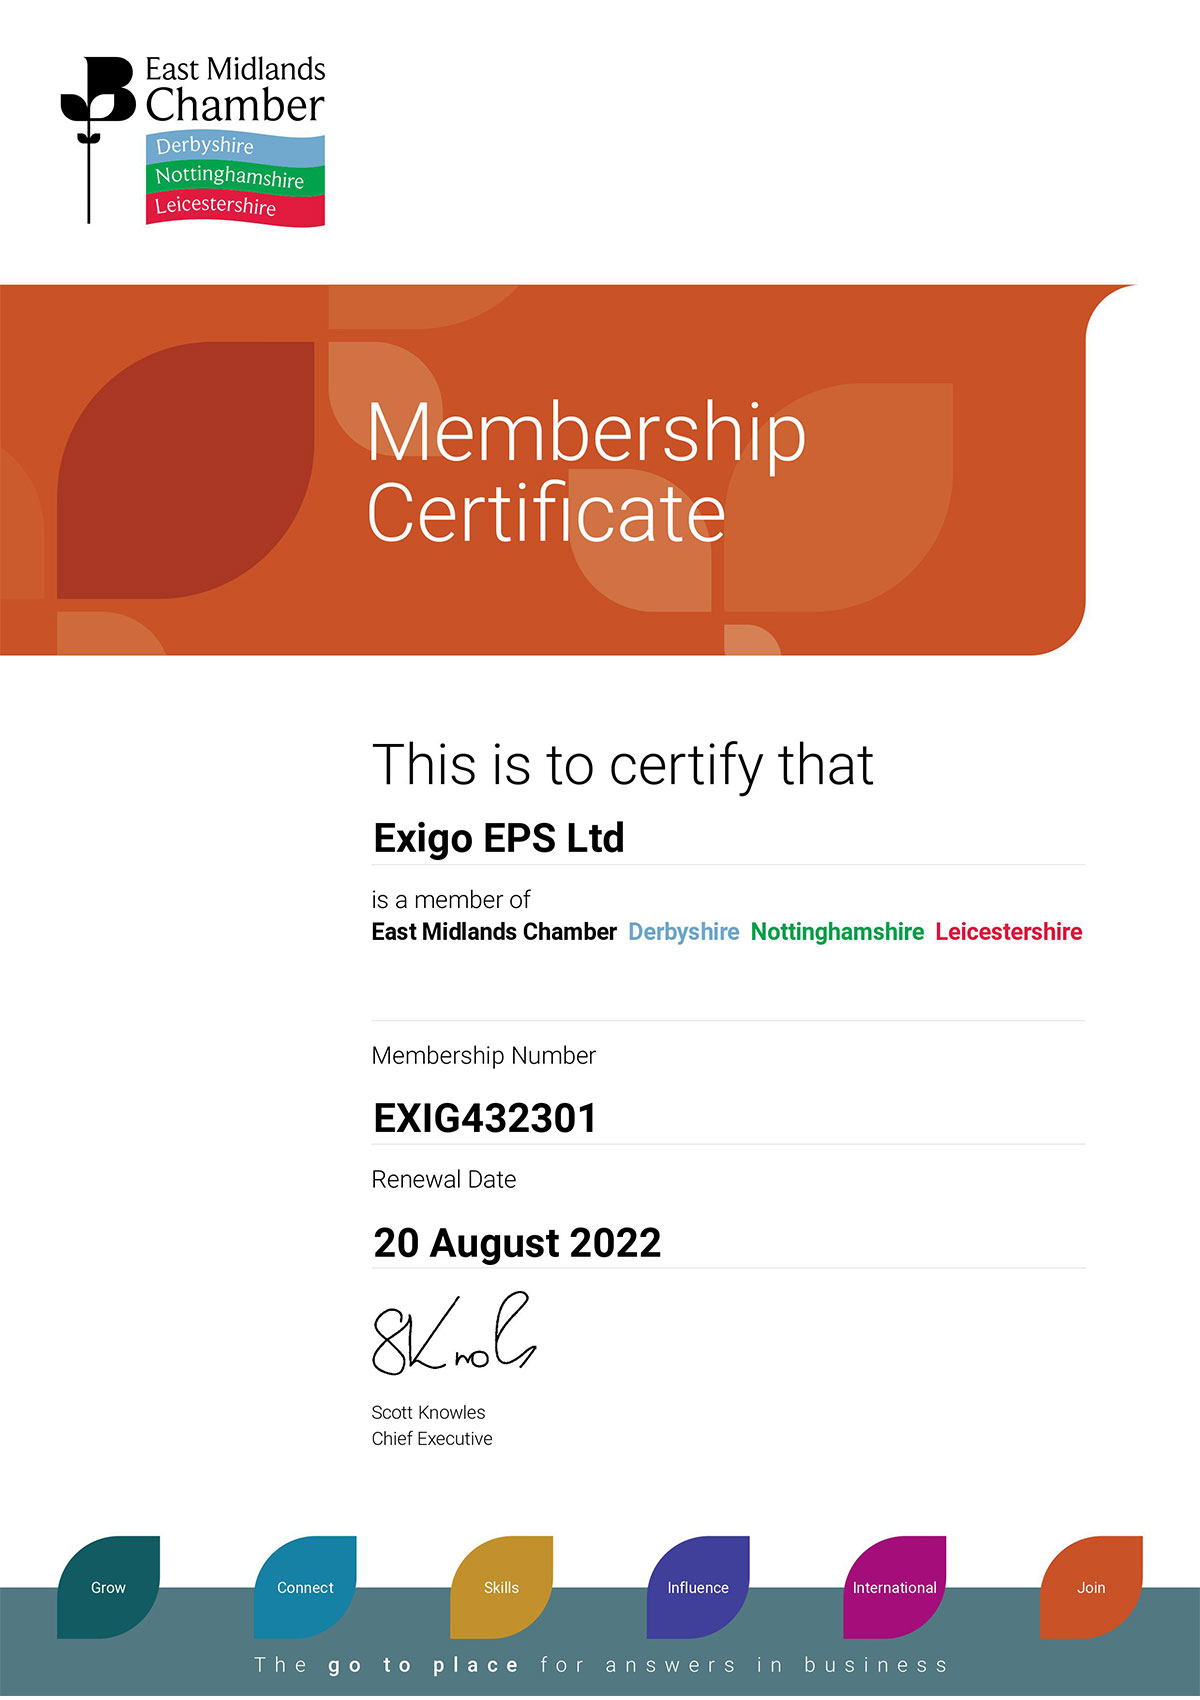 East Midlands
Chamber
Derbyshire
Nottinghamshire
Leicestershire
Membership
Certificate
This is to certify that
Exigo EPS Ltd
is a member of
East Midlands Chamber Derbyshire Nottinghamshire Leicestershire
Membership Number
EXIG432301
Renewal Date
20 August 2022
SKnowles
Scott Knowles
Chief Executive
Grow
Connect
Skills
Influence
International
Join
The go to place for answers in business